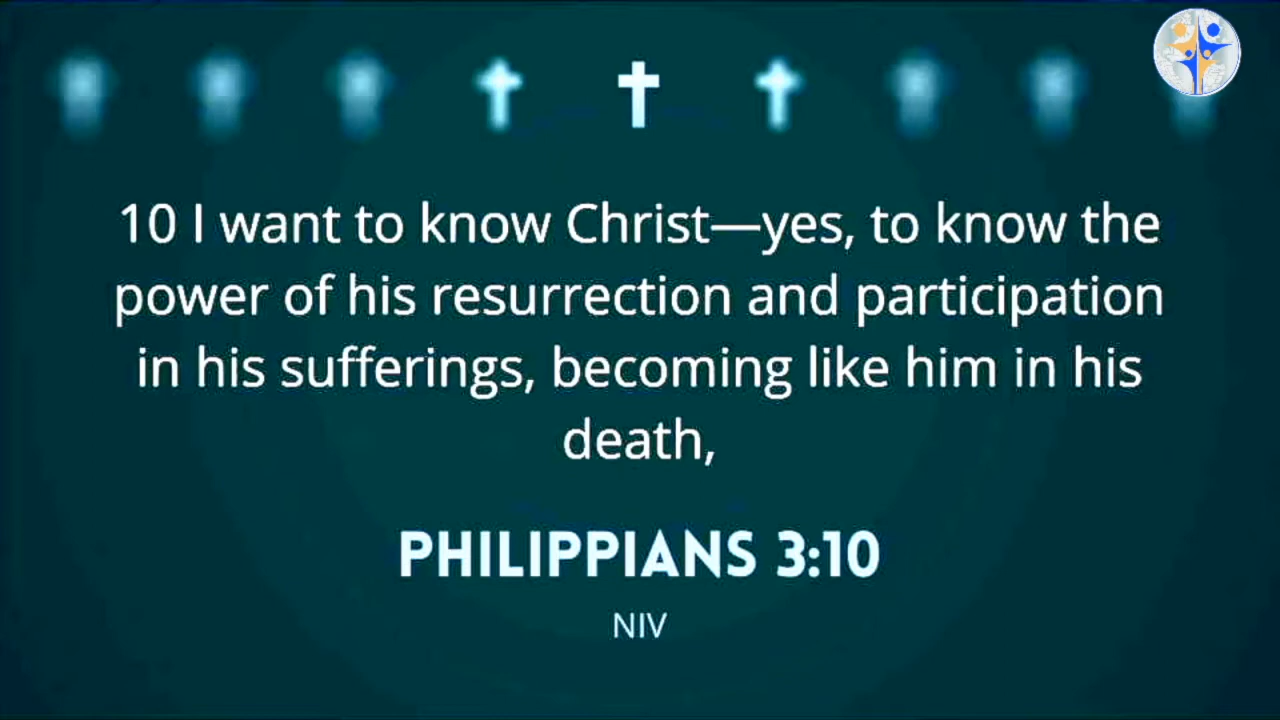 10 I want to know Christ—yes, to know the
power of his resurrection and participation
in his sufferings, becoming like him in his
death,
PHILIPPIANS 3:10
NIV